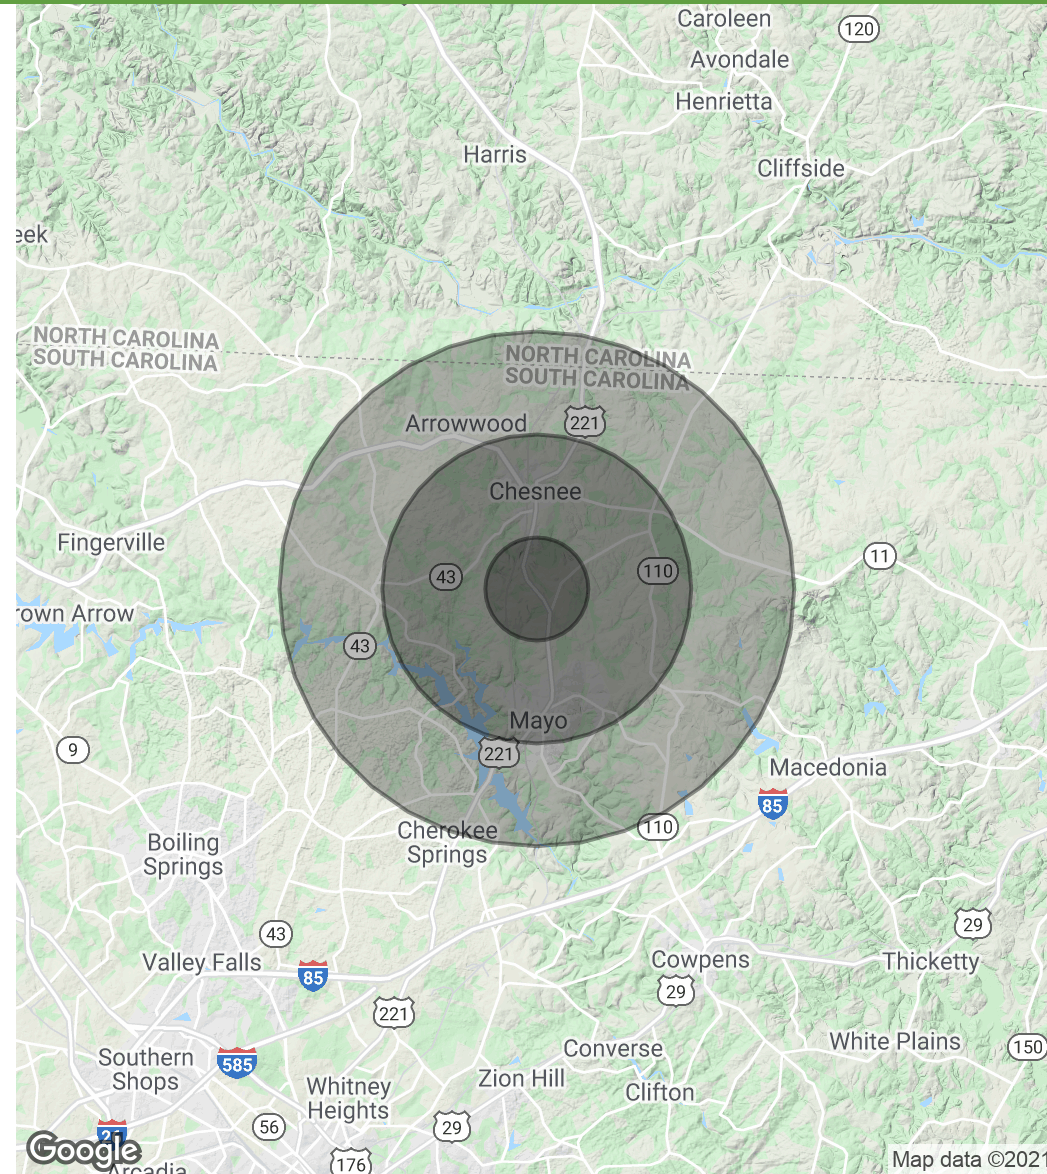 Caroleen
120
Avondale
Henrietta
Harris
Cliffside
eek
NORTH CAROLINA
SOUTH CAROLINA
NORTH CAROLINA
SOUTH CAROLINA
Arrowwood
221
Chesnee
Fingerville
11
43
110
rown Arrow
43
Mayo
9
221
Macedonia
85
110
Cherokee
Springs
Boiling
Springs
29
43
Valley Falls
85
Cowpens
Thicketty
29
221
White Plains
150
Converse
Southern
Shops
585
Zion Hill
Whitney
Heights
Clifton
56
29
Google
176
Arcadia
Map data ©2021